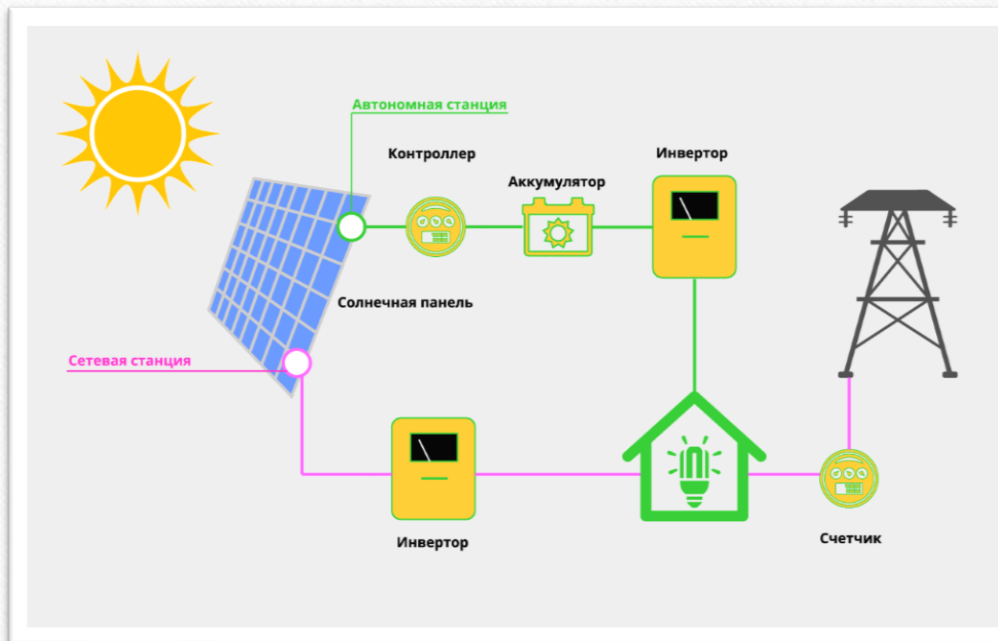 Автономная станция
Контроллер
Инвертор
Аккумулятор
Солнечная панель
Сетевая станция
Инвертор
Счетчик